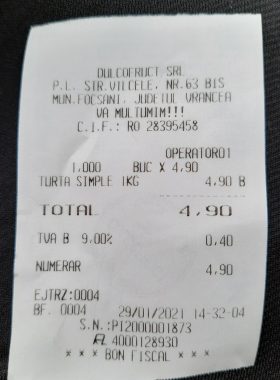 DULCOFRUCT SRL
P.L. STR.VILCELE, NR.63 BIS
MUN.FOCSANI, JUDETUL VRANCEA
VA MULTUMIM!!!
C.I.F.: RO 28395458
OPERATOR01
1,000 BUC X 4,90
TURTA SIMPLE 1KG 4,90 B
TOTAL 4,90
TVA B 9.00% 0,40
NUMERAR 4,90
EJTRZ:0004
BF. 0004 29/01/2021 14-32-04
S.N.:PI2000001873
FL 4000128930
* * * BON FISCAL * * *